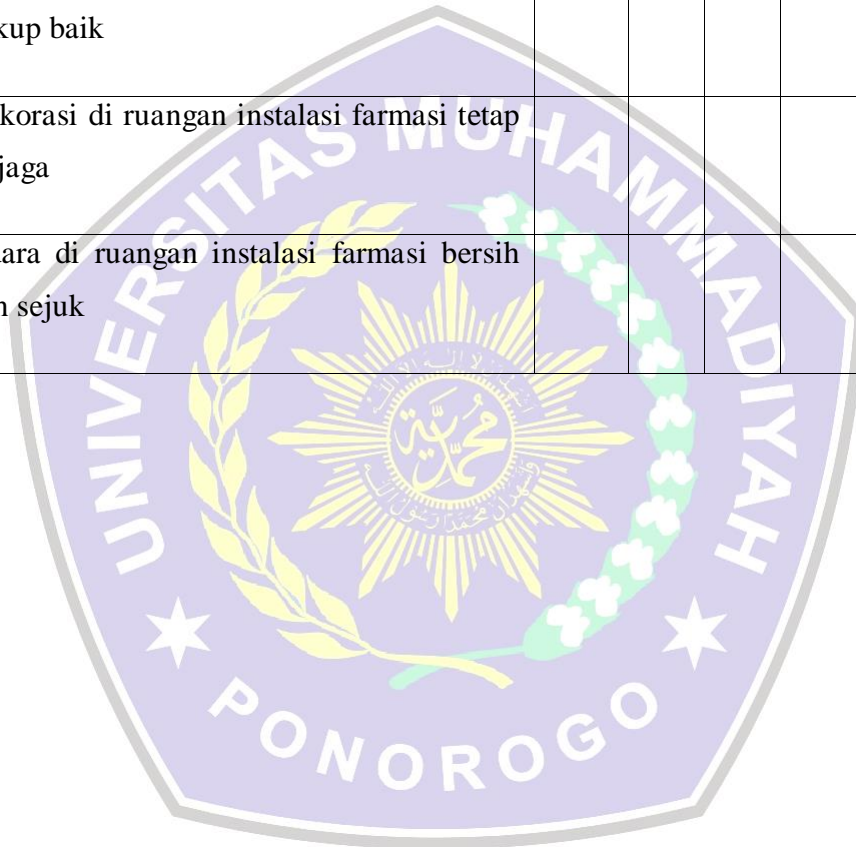 kup baik
korasi di ruangan instalasi farmasi tetap
jaga
ara di ruangan instalasi farmasi bersih
n sejuk
UNIVERSITAS MUHAMMADIYAH
PONOROGO
محمدية